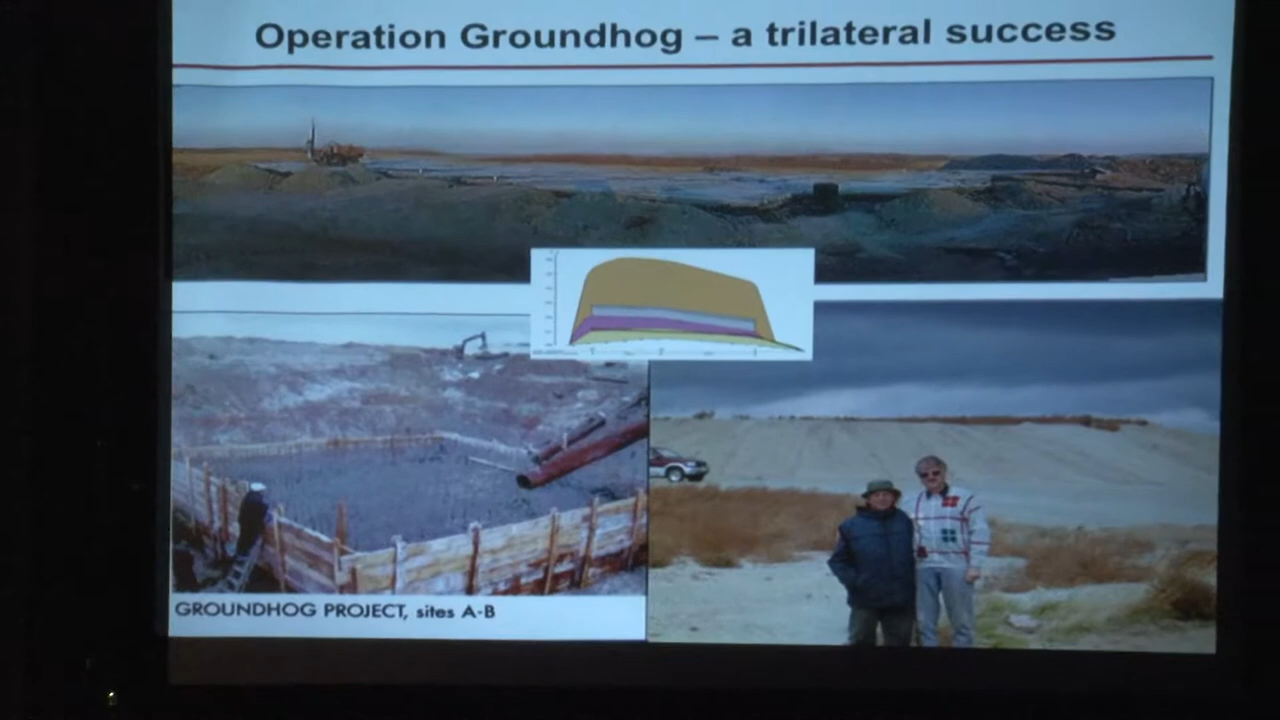 Operation Groundhog – a trilateral success
GROUNDHOG PROJECT, sites A-B